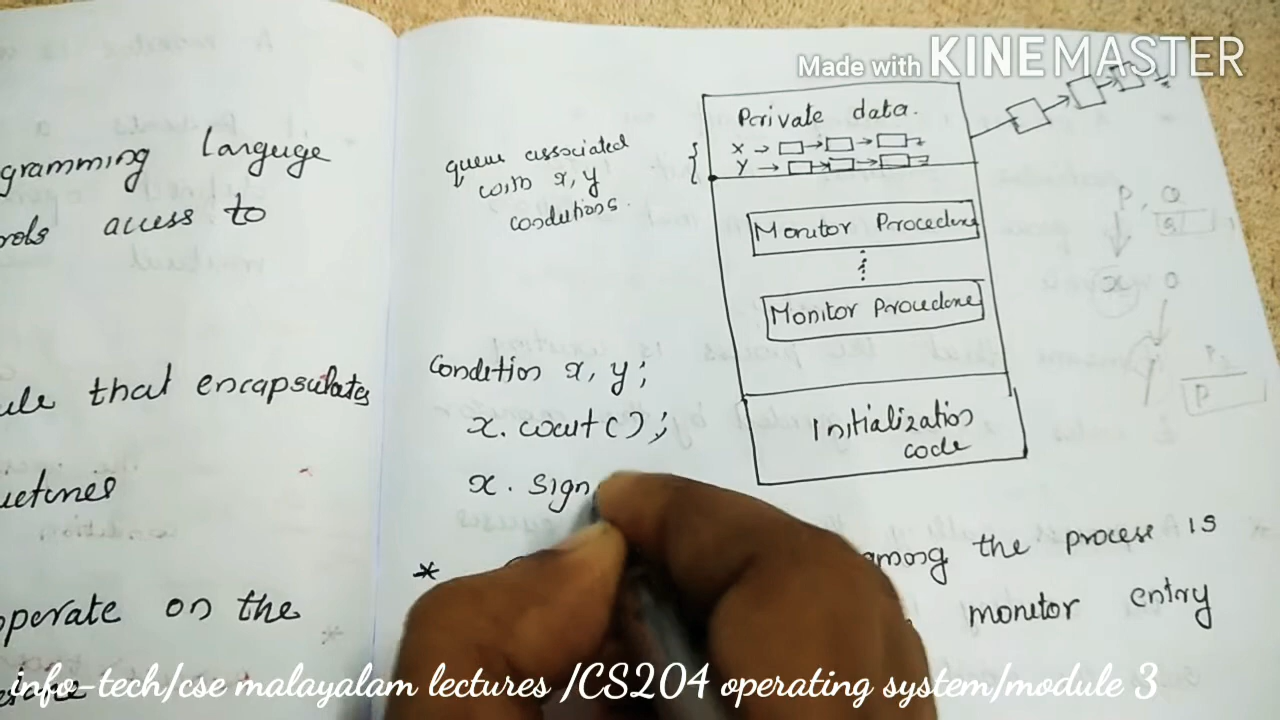 Made with KINEMASTER
gramming languge
rols access to
ule that encapsulates
uctures
operate on the
queue associated
with x, y
conditions.
Private data.
X
Y
Monitor Procedure
Monitor Procedure
Initialization
code
P, Q
condition x, y;
x. wait();
x. sign
*
among the process is
monitor entry
info-tech/cse malayalam lectures /CS204 operating system/module 3